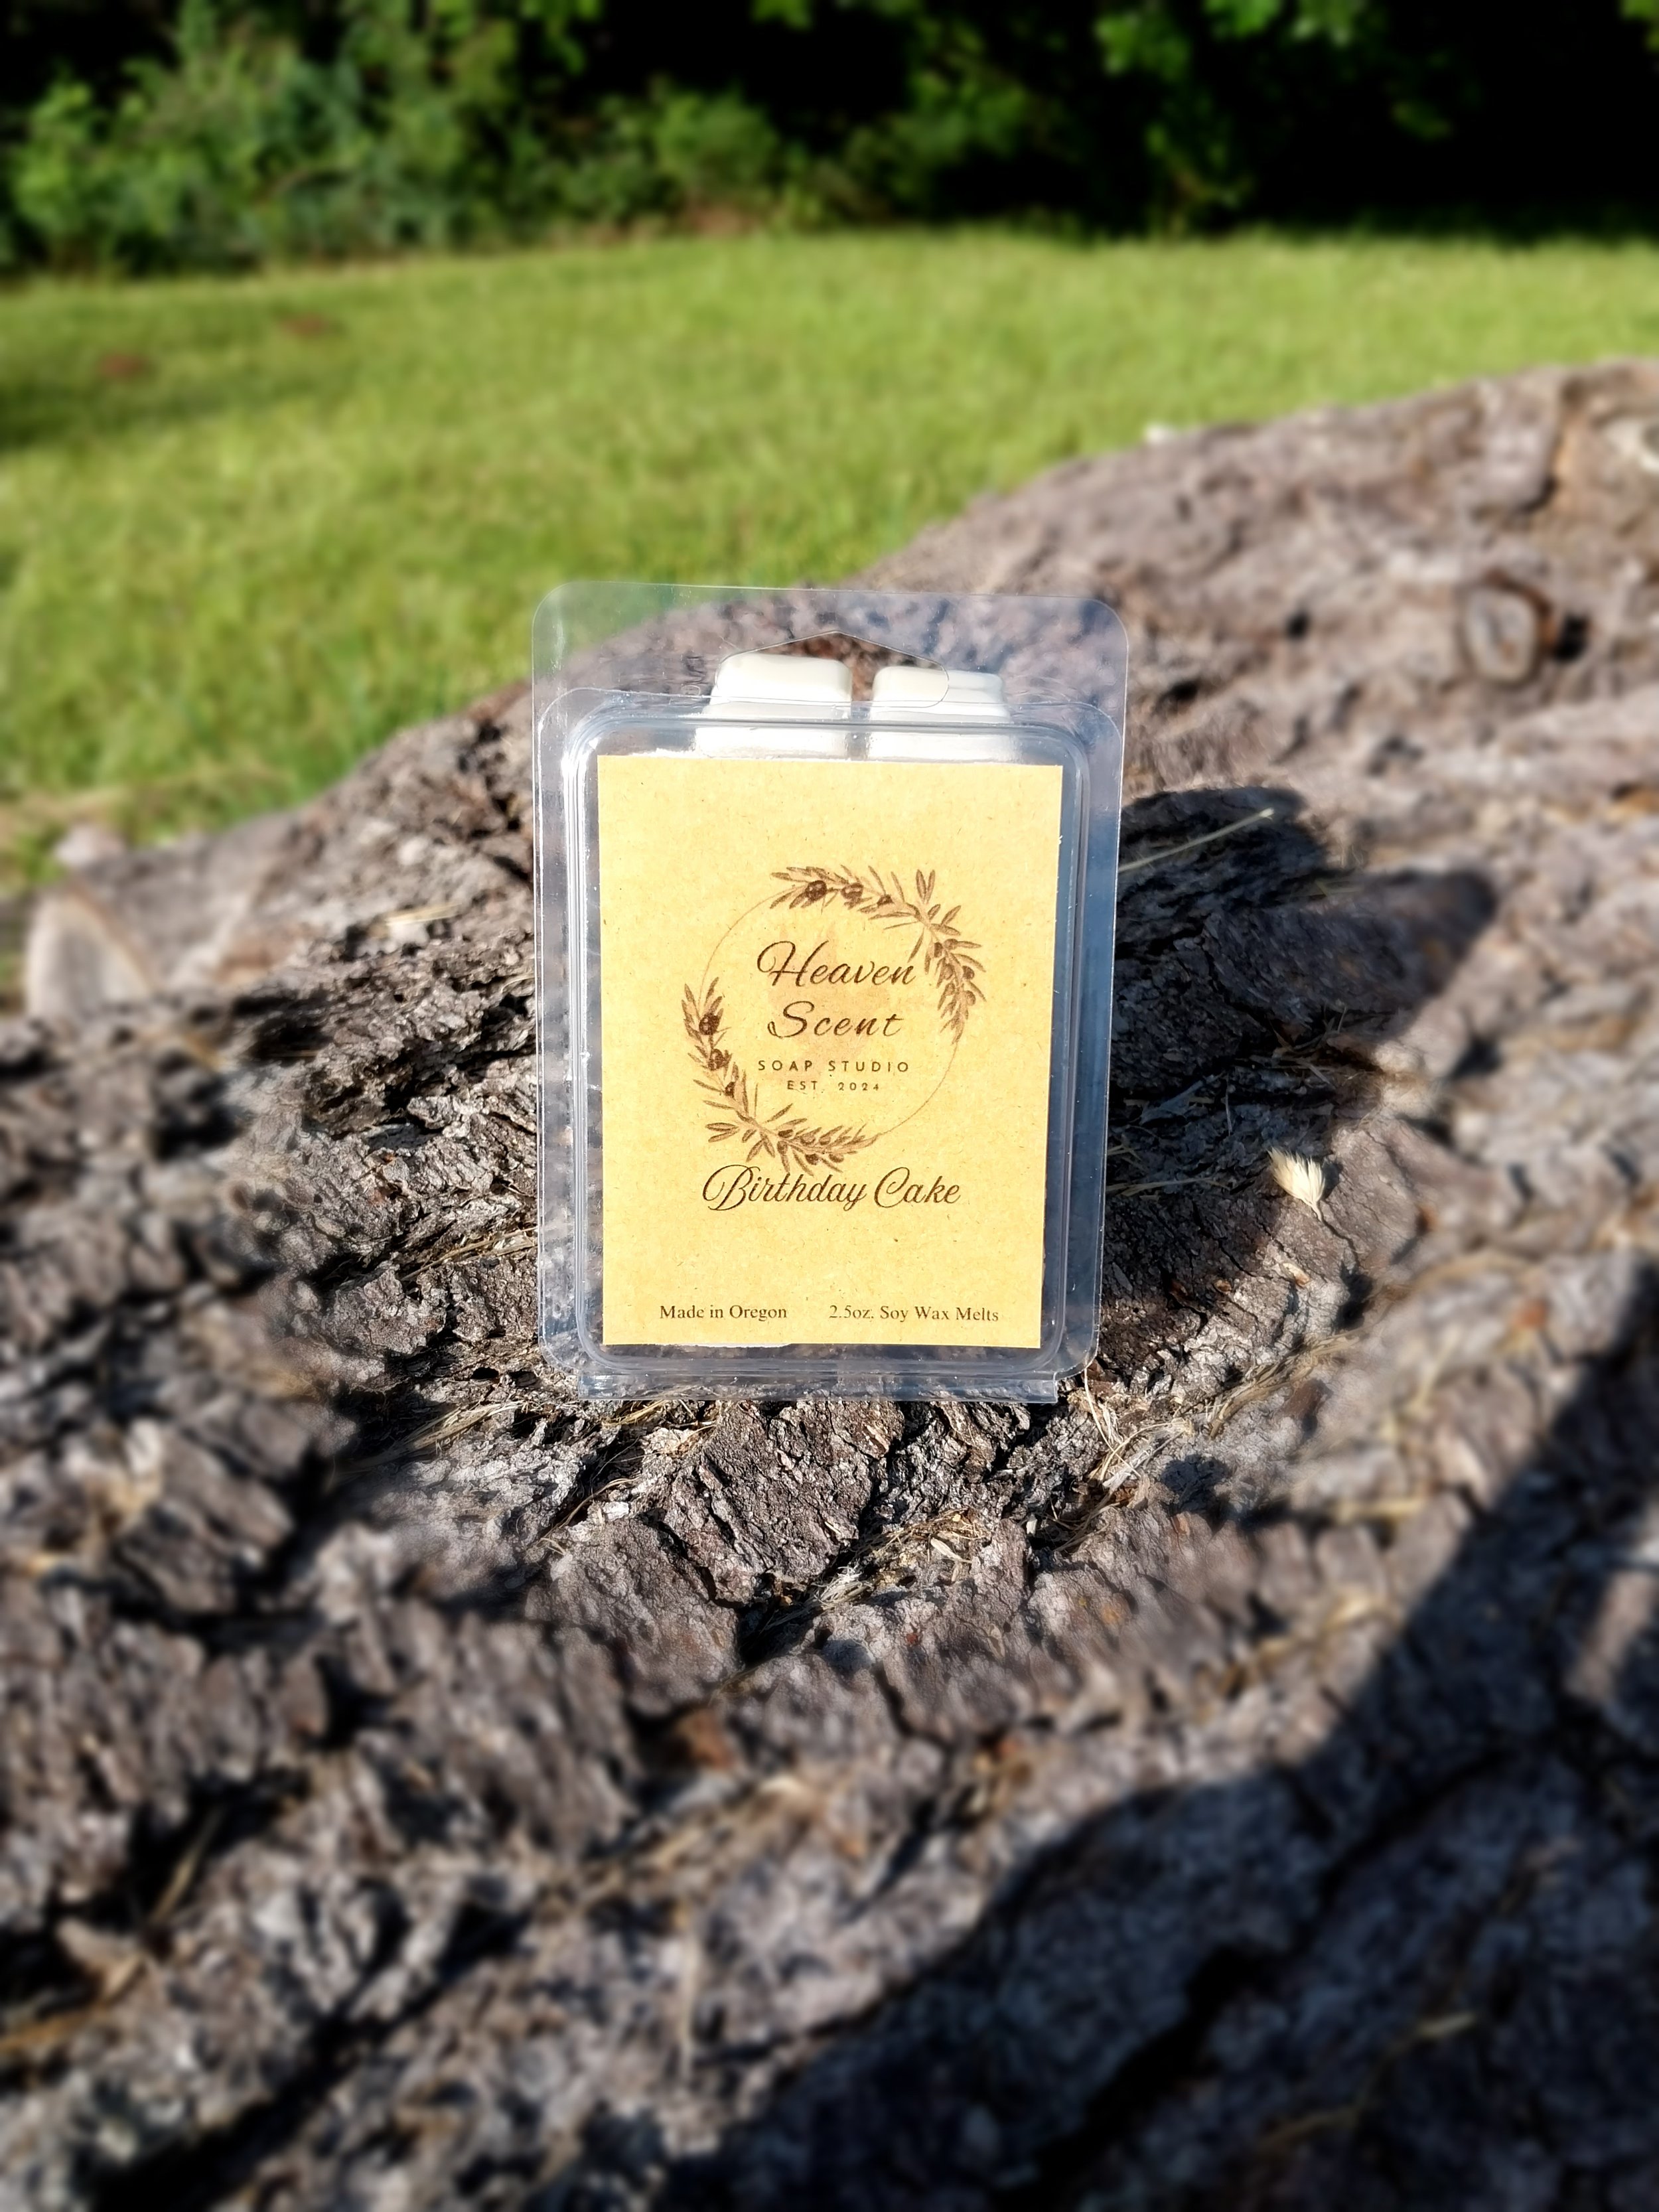 Heaven
Scent
SOAP STUDIO
EST. 2024
Birthday Cake
Made in Oregon 2.5oz. Soy Wax Melts